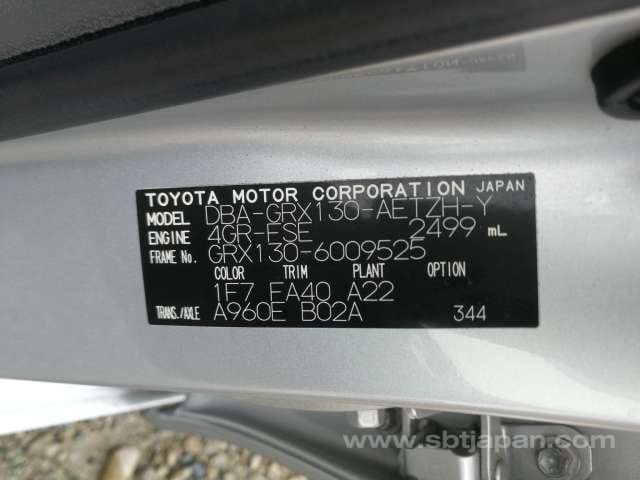 TOYOTA MOTOR CORPORATION JAPAN
MODEL DBA-GRX130-AETZH-Y
ENGINE 4GR-FSE 2499 mL
FRAME No. GRX130-6009525
COLOR TRIM PLANT OPTION
1F7 FA40 A22
TRANS./AXLE A960E B02A 344
www.sbtjapan.com